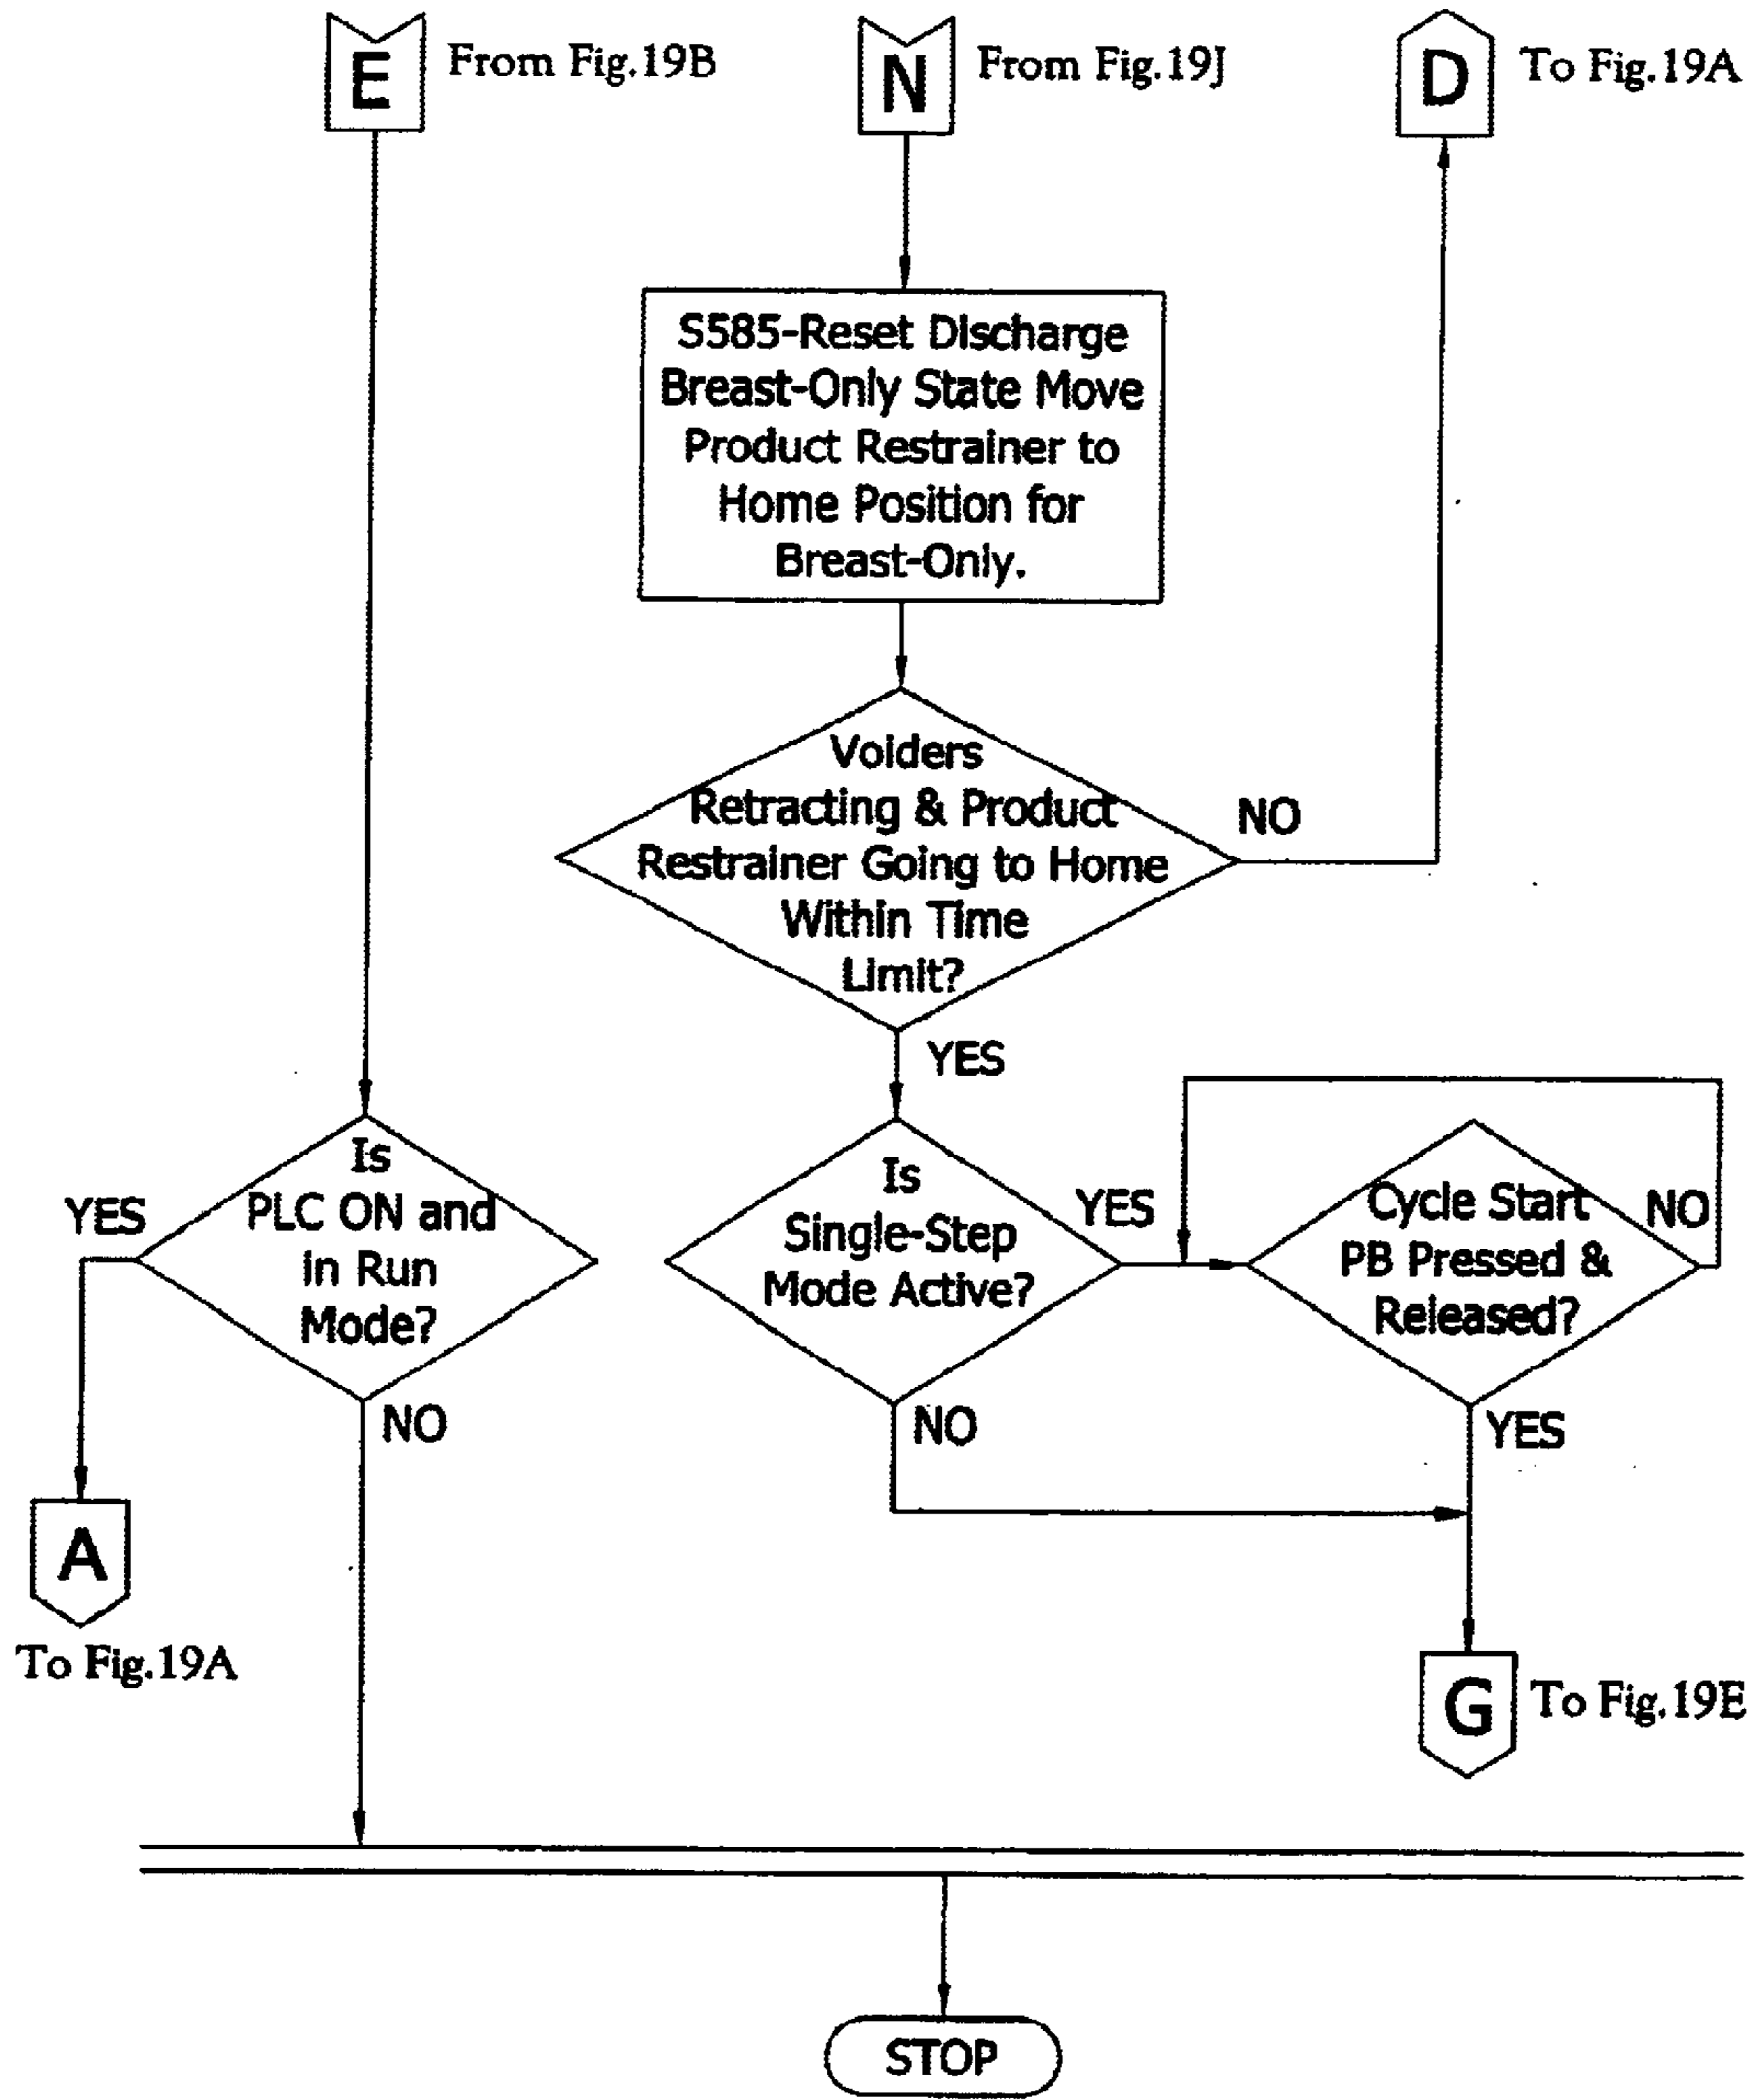 E From Fig.19B
N From Fig.19J
D To Fig.19A
S585-Reset Discharge
Breast-Only State Move
Product Restrainer to
Home Position for
Breast-Only.
Voiders
Retracting & Product
Restrainer Going to Home
Within Time
Limit?
NO
YES
Is
PLC ON and
in Run
Mode?
YES
NO
Is
Single-Step
Mode Active?
YES
NO
Cycle Start
PB Pressed &
Released?
NO
YES
A
To Fig.19A
G To Fig.19E
STOP